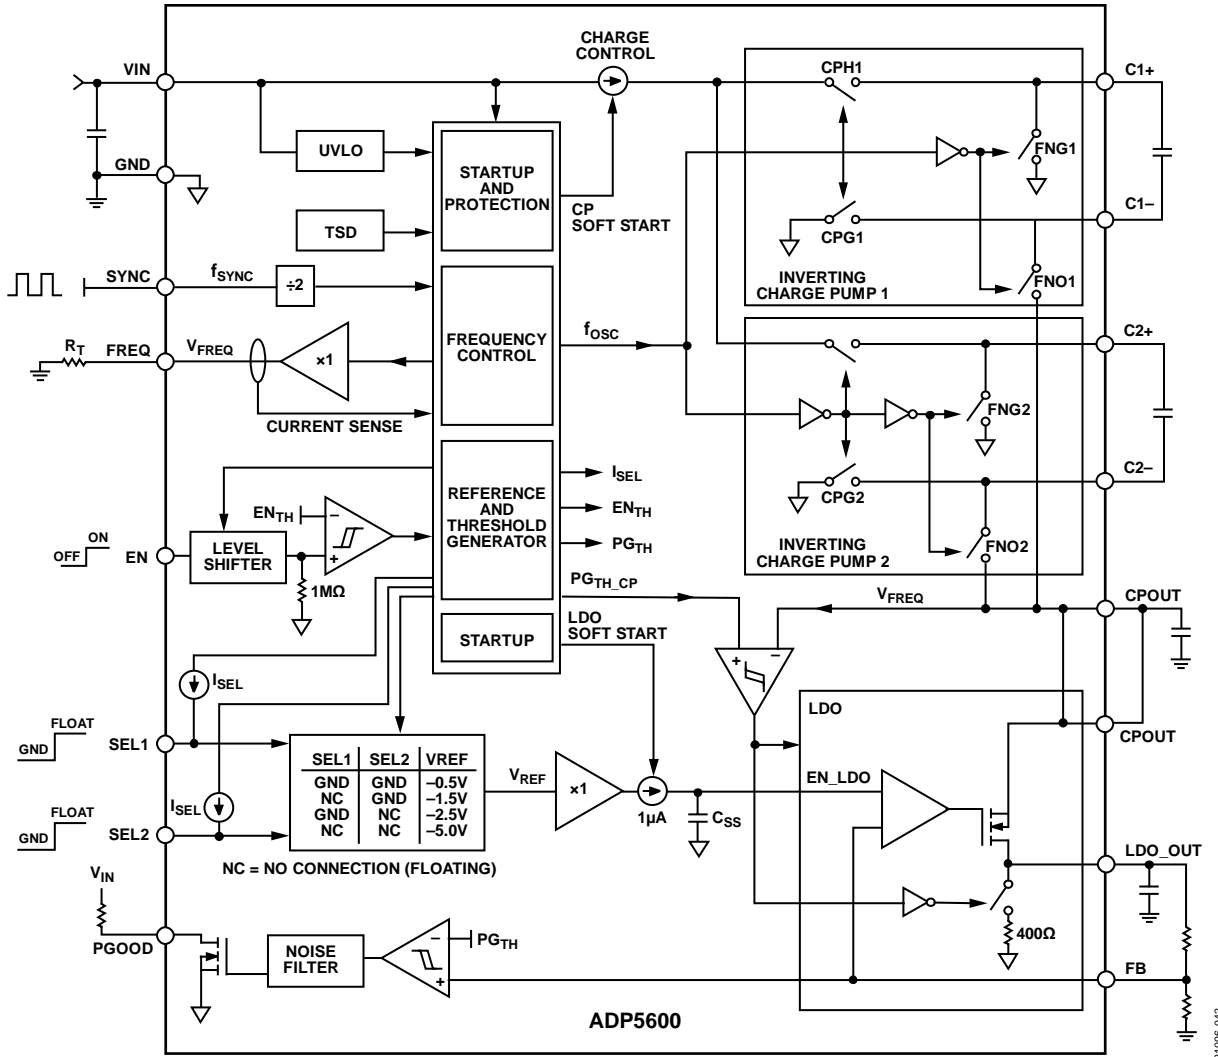 CHARGE
CONTROL
VIN
CPH1
C1+
UVLO
STARTUP
AND
PROTECTION
FNG1
GND
CP
SOFT START
TSD
C1–
CPG1
SYNC
fSYNC
÷2
INVERTING
CHARGE PUMP 1
FNO1
RT
FREQ
VFREQ
×1
FREQUENCY
CONTROL
fOSC
C2+
CURRENT SENSE
FNG2
C2–
CPG2
REFERENCE
AND
THRESHOLD
GENERATOR
ISEL
ENTH
PGTH
ENTH
–
+
OFF
ON
EN
LEVEL
SHIFTER
1MΩ
INVERTING
CHARGE PUMP 2
FNO2
PGTH_CP
VFREQ
CPOUT
LDO
SOFT START
STARTUP
+
–
ISEL
LDO
CPOUT
FLOAT
GND
SEL1
SEL1 SEL2 VREF
GND GND –0.5V
NC GND –1.5V
GND NC –2.5V
NC NC –5.0V
VREF
×1
1µA
CSS
EN_LDO
ISEL
FLOAT
GND
SEL2
NC = NO CONNECTION (FLOATING)
LDO_OUT
VIN
PGOOD
NOISE
FILTER
–
+
PGTH
400Ω
FB
ADP5600